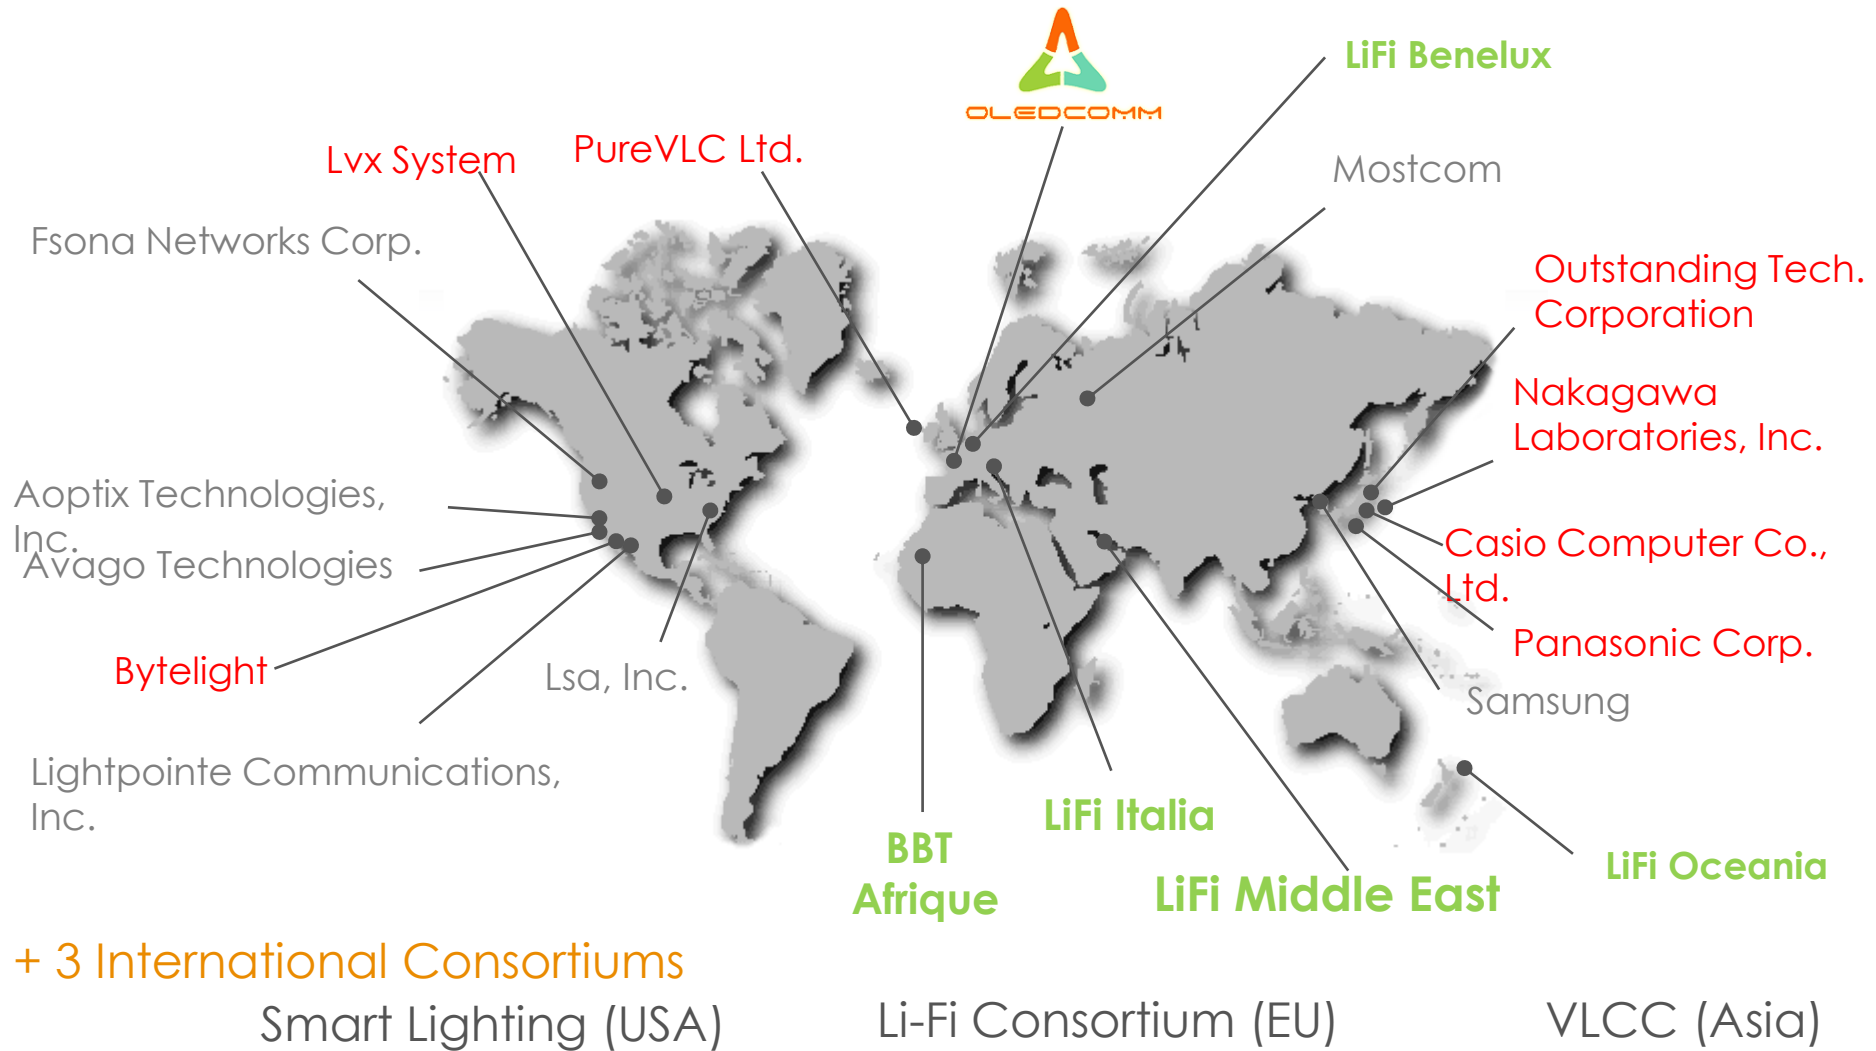 OLEDCOMM
LiFi Benelux
Lvx System
PureVLC Ltd.
Mostcom
Fsona Networks Corp.
Outstanding Tech.
Corporation
Nakagawa
Laboratories, Inc.
Aoptix Technologies,
Inc.
Avago Technologies
Casio Computer Co.,
Ltd.
Panasonic Corp.
Bytelight
Lsa, Inc.
Samsung
Lightpointe Communications,
Inc.
LiFi Italia
BBT
Afrique
LiFi Middle East
LiFi Oceania
+ 3 International Consortiums
Smart Lighting (USA)
Li-Fi Consortium (EU)
VLCC (Asia)